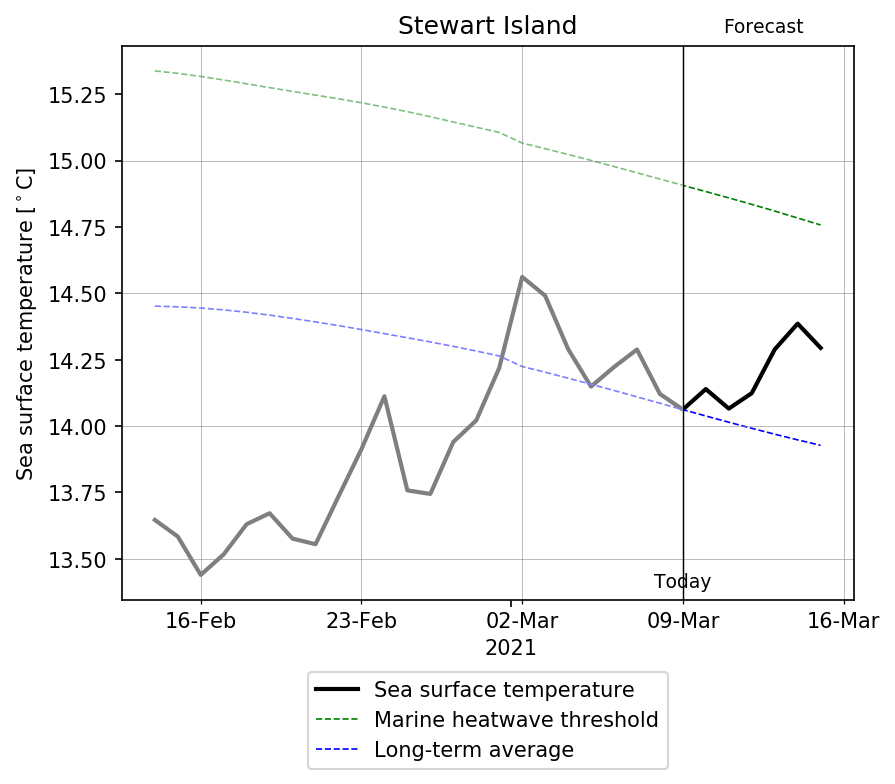 Stewart Island
Forecast
Sea surface temperature [°C]
15.25
15.00
14.75
14.50
14.25
14.00
13.75
13.50
Today
16-Feb 23-Feb 02-Mar 09-Mar 16-Mar
2021
Sea surface temperature
Marine heatwave threshold
Long-term average